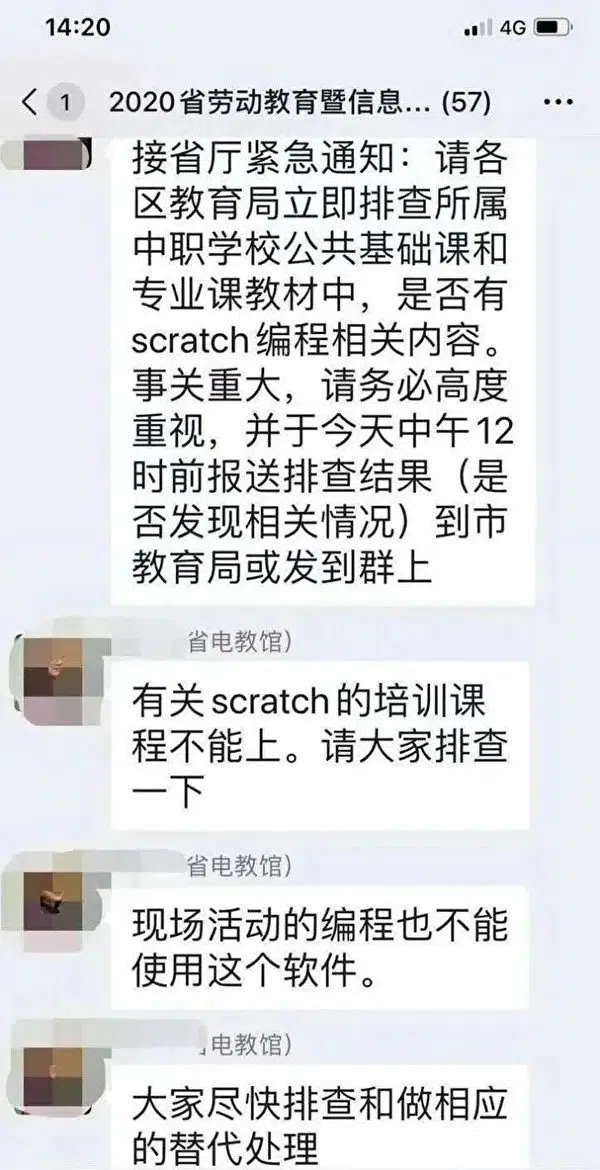 14:20
4G
1
2020省劳动教育暨信息... (57)
接省厅紧急通知：请各
区教育局立即排查所属
中职学校公共基础课和
专业课教材中，是否有
scratch编程相关内容。
事关重大，请务必高度
重视，并于今天中午12
时前报送排查结果（是
否发现相关情况）到市
教育局或发到群上
省电教馆）
有关scratch的培训课
程不能上。请大家排查
一下
省电教馆）
现场活动的编程也不能
使用这个软件。
电教馆）
大家尽快排查和做相应
的替代处理